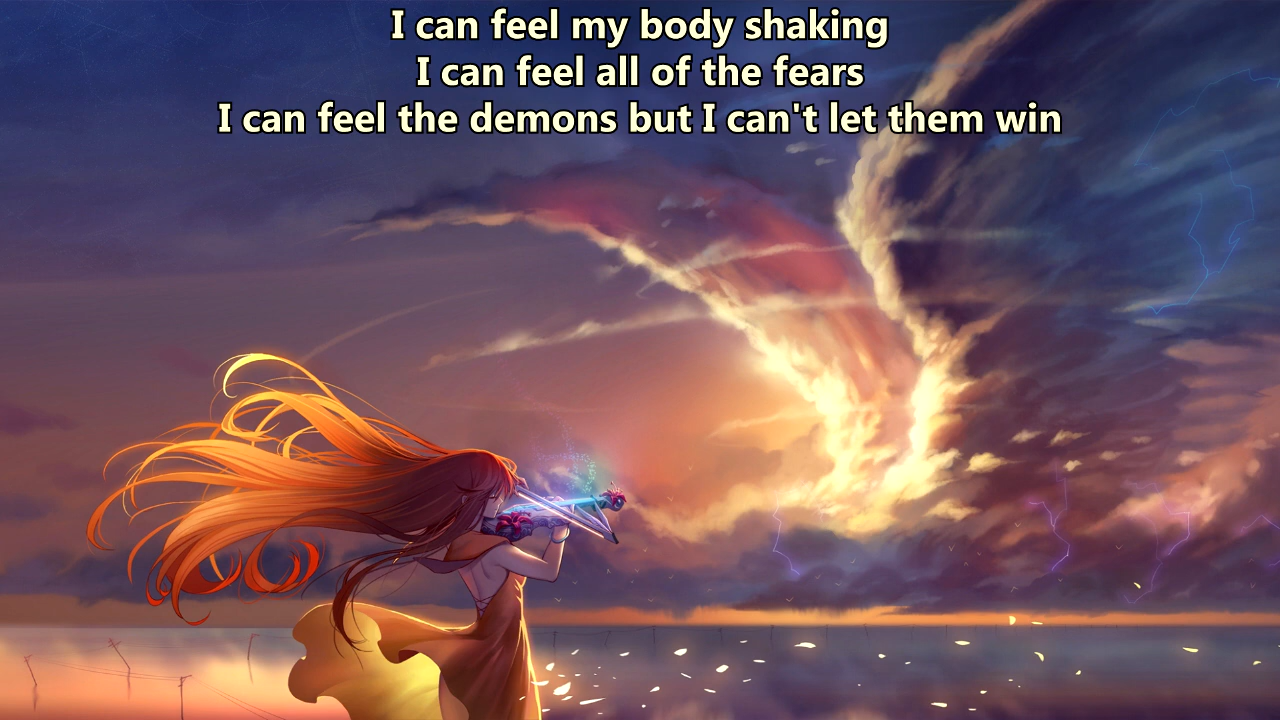 I can feel my body shaking
I can feel all of the fears
I can feel the demons but I can't let them win